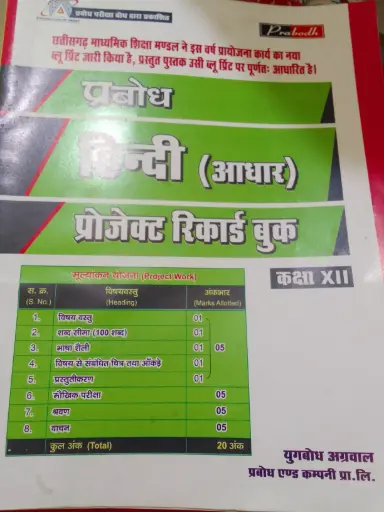 प्रबोध परीक्षा बोध द्वारा प्रकाशित
Prabodh
छत्तीसगढ़ माध्यमिक शिक्षा मण्डल ने इस वर्ष प्रायोजना कार्य का नया
ब्लू प्रिंट जारी किया है, प्रस्तुत पुस्तक उसी ब्लू प्रिंट पर पूर्णतः आधारित है।
प्रबोध
हिन्दी (आधार)
प्रोजेक्ट रिकार्ड बुक
कक्षा XII
मूल्यांकन योजना (Project Work)
स. क्र. विषयवस्तु अंकभार
(S. No.) (Heading) (Marks Allotted)
1. विषय वस्तु 01
2. शब्द सीमा (100 शब्द) 01
3. भाषा शैली 01 05
4. विषय से संबंधित चित्र तथा आँकड़े 01
5. प्रस्तुतीकरण 01
6. मौखिक परीक्षा 05
7. श्रवण 05
8. वाचन 05
कुल अंक (Total) 20 अंक
युगबोध अग्रवाल
प्रबोध एण्ड कम्पनी प्रा.लि.